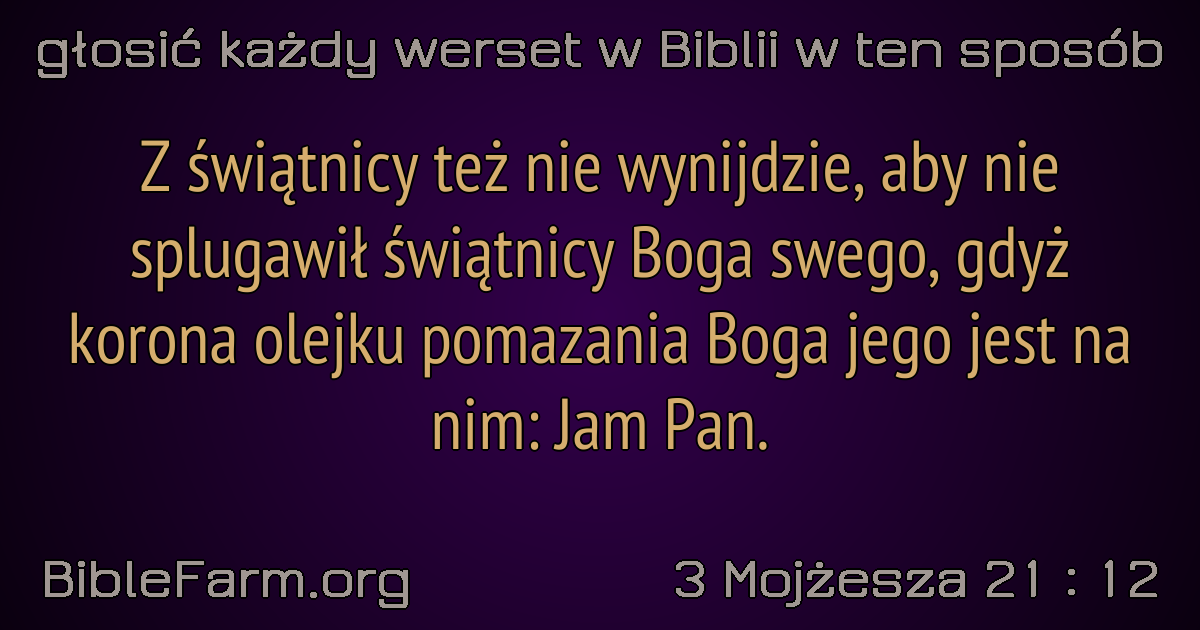 głosić każdy werset w Biblii w ten sposób
Z świątnicy też nie wynijdzie, aby nie
splugawił świątnicy Boga swego, gdyż
korona olejku pomazania Boga jego jest na
nim: Jam Pan.
BibleFarm.org
3 Mojżesza 21 : 12